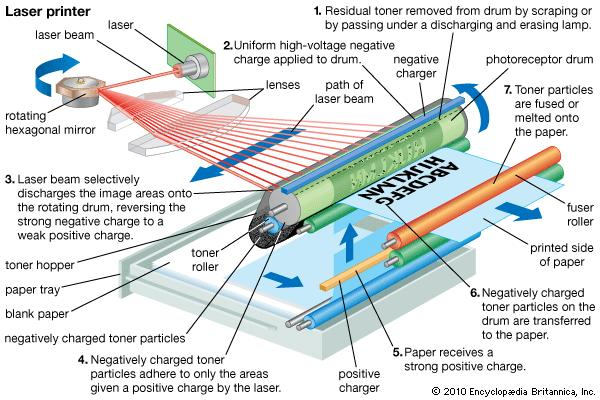 Laser printer
laser
laser beam
rotating
hexagonal mirror
lenses
1. Residual toner removed from drum by scraping or
by passing under a discharging and erasing lamp.
2. Uniform high-voltage negative
charge applied to drum.
negative
charger
photoreceptor drum
path of
laser beam
7. Toner particles
are fused or
melted onto
the paper.
3. Laser beam selectively
discharges the image areas onto
the rotating drum, reversing the
strong negative charge to a
weak positive charge.
ABCDEFG
HIJKLMN
toner
roller
fuser
roller
printed side
of paper
toner hopper
paper tray
blank paper
negatively charged toner particles
6. Negatively charged
toner particles on the
drum are transferred
to the paper.
4. Negatively charged toner
particles adhere to only the areas
given a positive charge by the laser.
positive
charger
5. Paper receives a
strong positive charge.
© 2010 Encyclopædia Britannica, Inc.